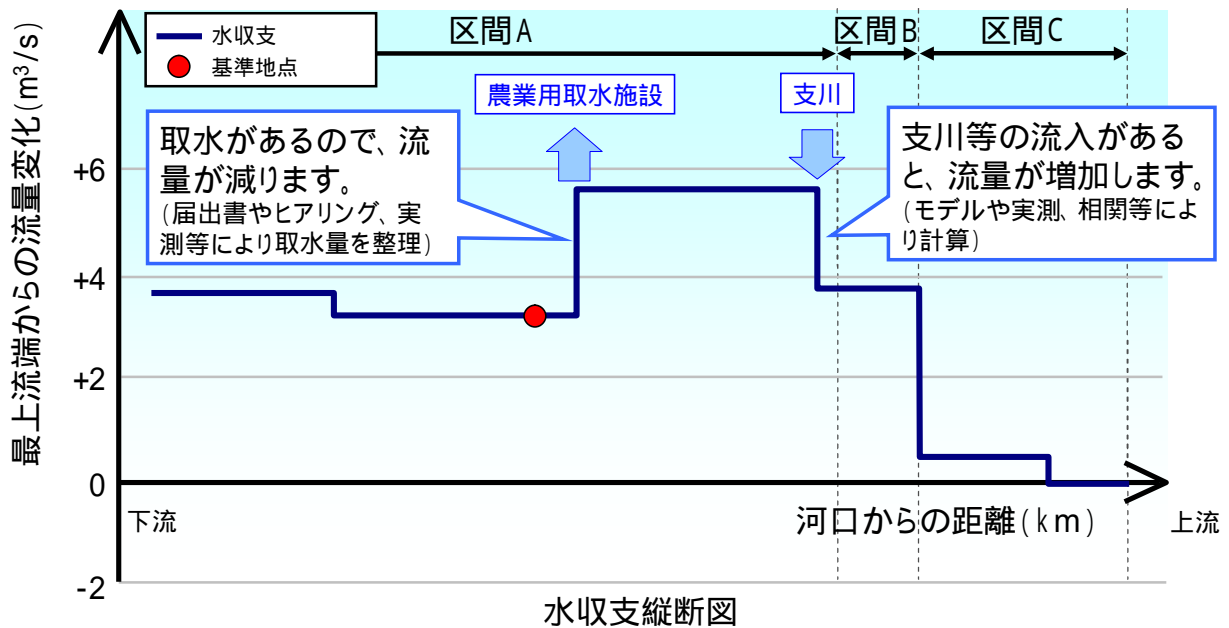 水収支
基準地点
区間A
区間B
区間C
農業用取水施設
支川
取水があるので、流
量が減ります。
(届出書やヒアリング、実
測等により取水量を整理)
支川等の流入がある
と、流量が増加します。
(モデルや実測、相関等によ
り計算)
最上流端からの流量変化(m³/s)
+6
+4
+2
0
-2
下流
河口からの距離(km)
上流
水収支縦断図